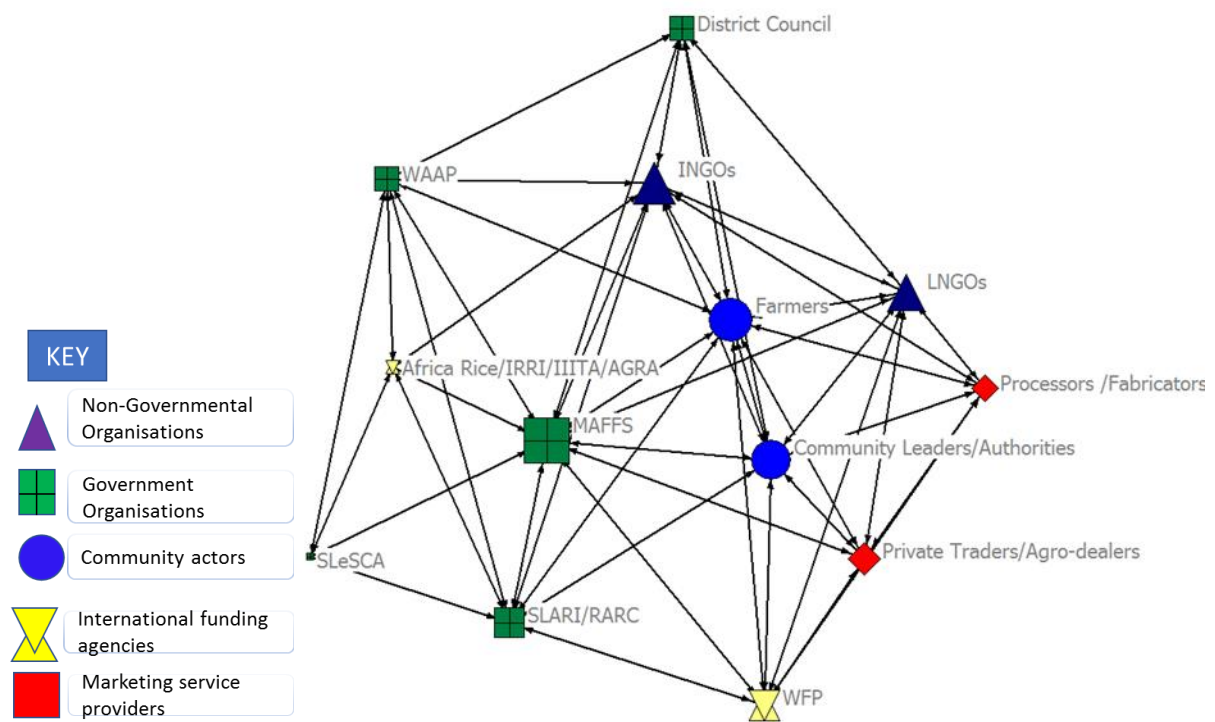 District Council
WAAP
INGOs
LNGOs
Farmers
KEY
Africa Rice/IRRI/IIITA/AGRA
Processors /Fabricators
Non-Governmental
Organisations
MAFFS
Community Leaders/Authorities
Government
Organisations
Community actors
SLeSCA
Private Traders/Agro-dealers
SLARI/RARC
International funding
agencies
Marketing service
providers
WFP